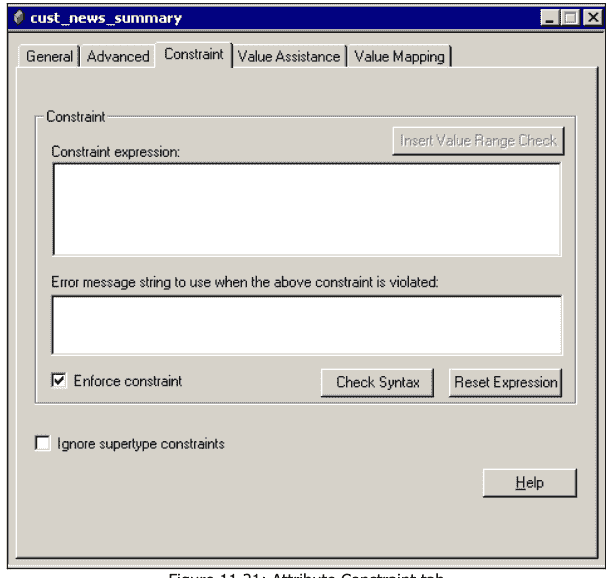 cust_news_summary
General Advanced Constraint Value Assistance Value Mapping
Constraint
Insert Value Range Check
Constraint expression:
Error message string to use when the above constraint is violated:
Enforce constraint
Check Syntax Reset Expression
Ignore supertype constraints
Help
Figure 11.21: Attribute Constraint tab